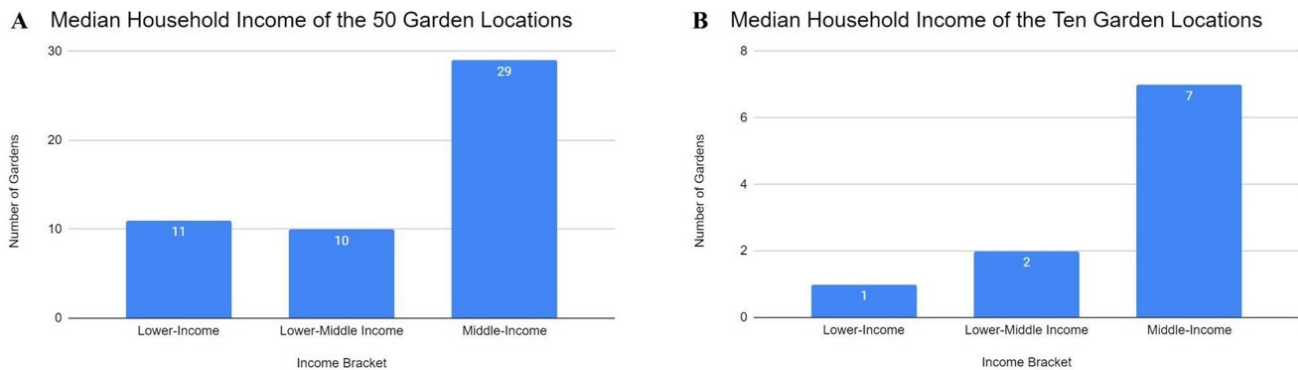 A Median Household Income of the 50 Garden Locations
30
20
10
0
Number of Gardens
11
10
29
Lower-Income
Lower-Middle Income
Middle-Income
Income Bracket
B Median Household Income of the Ten Garden Locations
8
6
4
2
0
Number of Gardens
1
2
7
Lower-Income
Lower-Middle Income
Middle-Income
Income Bracket